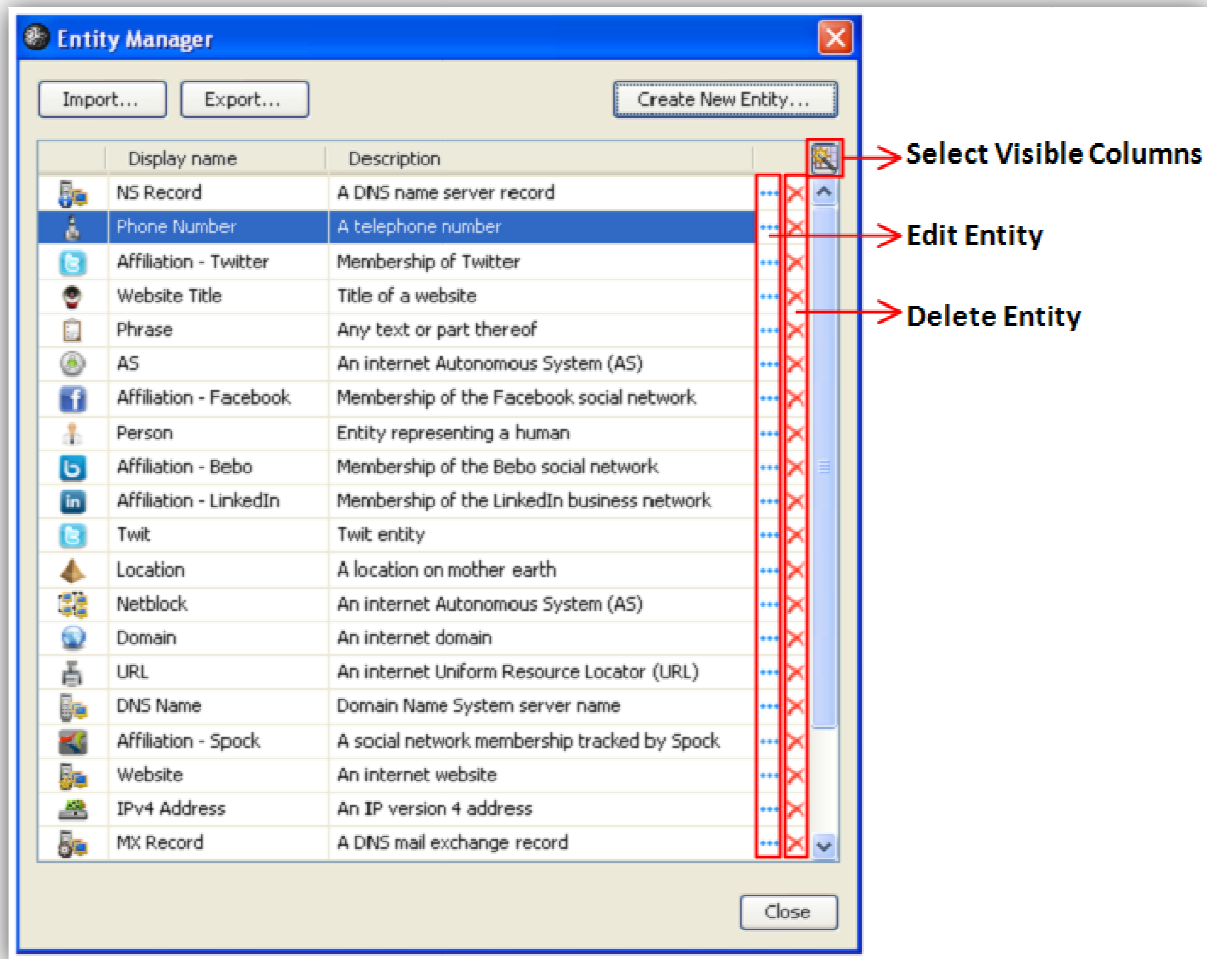 Entity Manager
Import...
Export...
Create New Entity...
Display name Description
Select Visible Columns
NS Record A DNS name server record
Phone Number A telephone number
Edit Entity
Affiliation - Twitter Membership of Twitter
Website Title Title of a website
Delete Entity
Phrase Any text or part thereof
AS An internet Autonomous System (AS)
Affiliation - Facebook Membership of the Facebook social network
Person Entity representing a human
Affiliation - Bebo Membership of the Bebo social network
Affiliation - LinkedIn Membership of the LinkedIn business network
Twit Twit entity
Location A location on mother earth
Netblock An internet Autonomous System (AS)
Domain An internet domain
URL An internet Uniform Resource Locator (URL)
DNS Name Domain Name System server name
Affiliation - Spock A social network membership tracked by Spock
Website An internet website
IPv4 Address An IP version 4 address
MX Record A DNS mail exchange record
Close